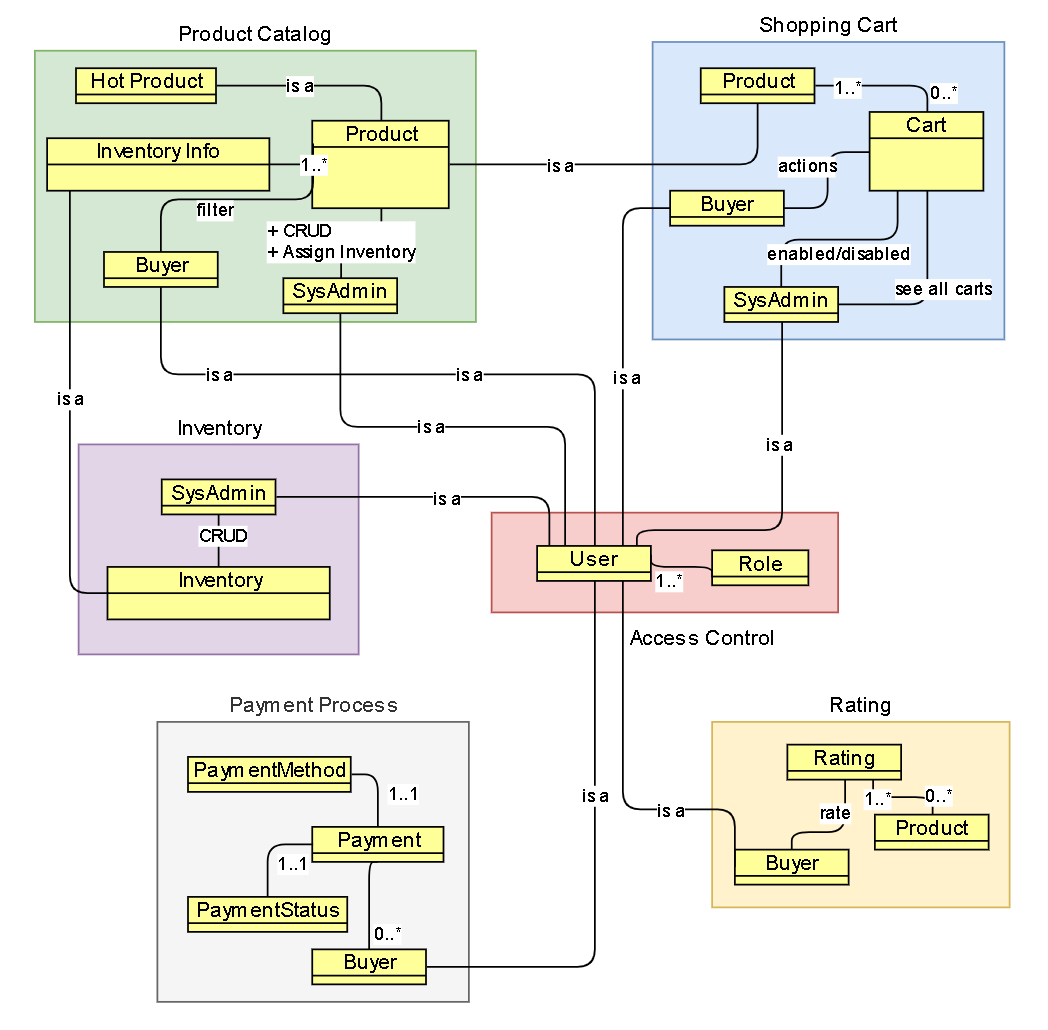 Product Catalog
Hot Product
is a
Product
Inventory Info
1..*
filter
+ CRUD
+ Assign Inventory
Buyer
SysAdmin
is a
Shopping Cart
Product
1..*
0..*
Cart
actions
Buyer
enabled/disabled
see all carts
SysAdmin
is a
is a
is a
is a
is a
is a
is a
Inventory
SysAdmin
is a
CRUD
Inventory
User
1..*
Role
Access Control
Payment Process
PaymentMethod
1..1
Payment
1..1
PaymentStatus
0..*
Buyer
is a
is a
Rating
Rating
1..*
0..*
rate
Product
Buyer